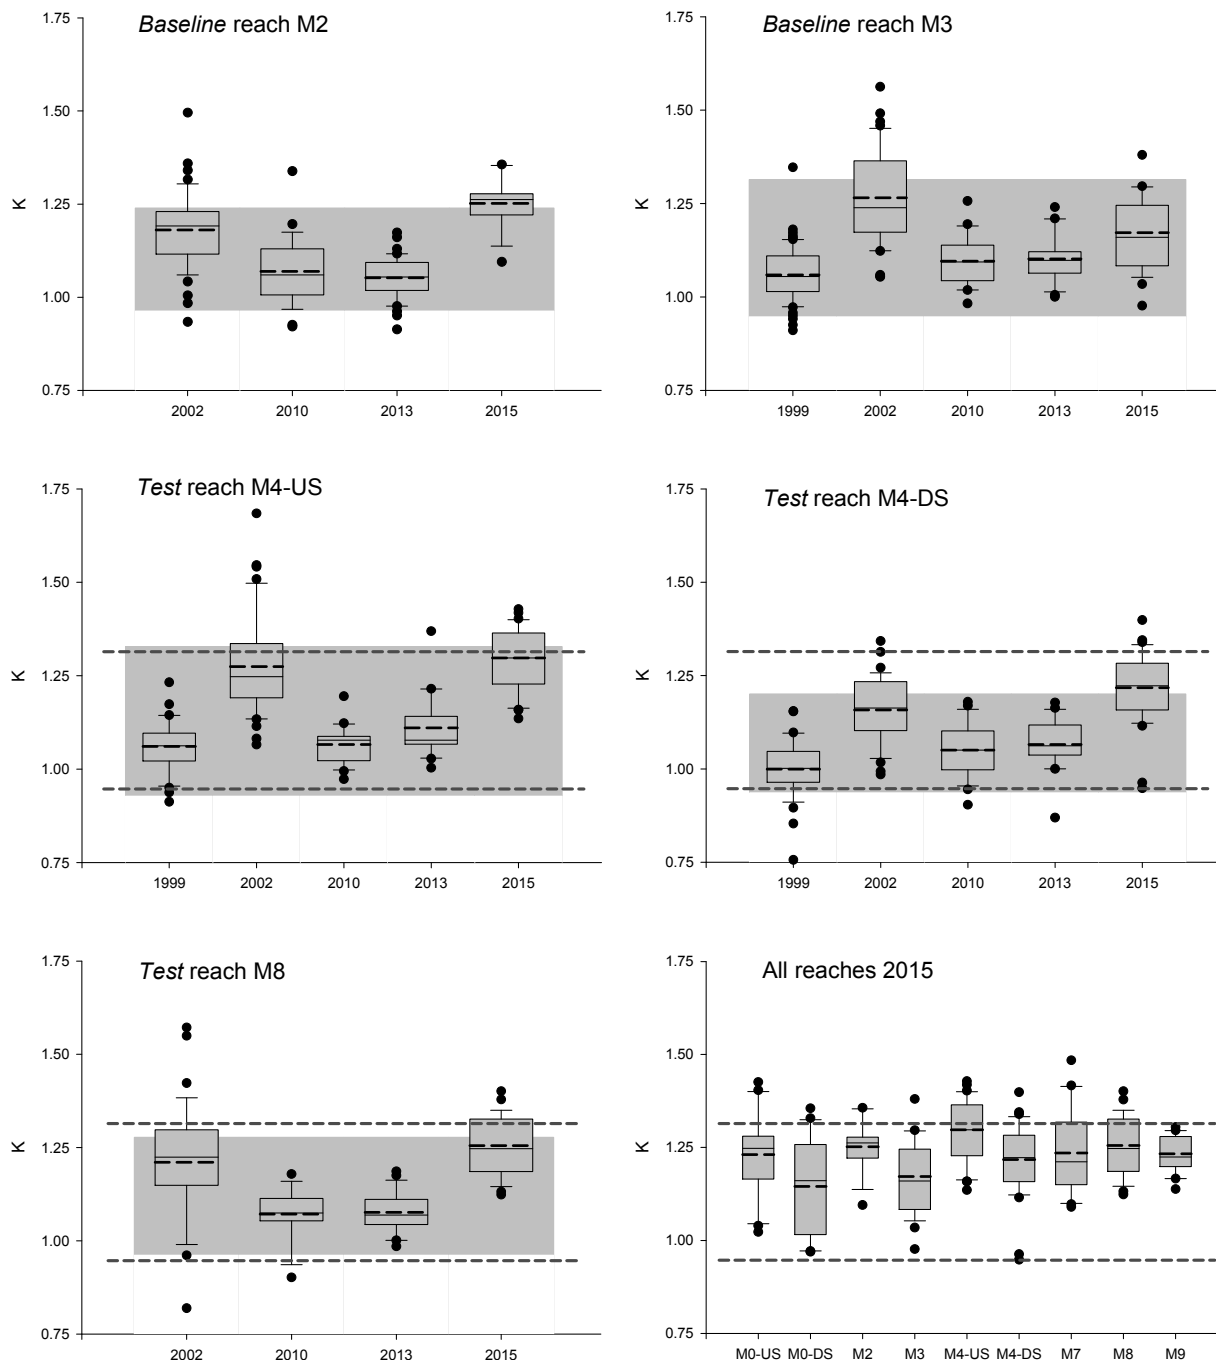 Baseline reach M2
1.75
1.50
1.25
1.00
0.75
K
2002 2010 2013 2015
Baseline reach M3
1.75
1.50
1.25
1.00
0.75
K
1999 2002 2010 2013 2015
Test reach M4-US
1.75
1.50
1.25
1.00
0.75
K
1999 2002 2010 2013 2015
Test reach M4-DS
1.75
1.50
1.25
1.00
0.75
K
1999 2002 2010 2013 2015
Test reach M8
1.75
1.50
1.25
1.00
0.75
K
2002 2010 2013 2015
All reaches 2015
1.75
1.50
1.25
1.00
0.75
K
M0-US M0-DS M2 M3 M4-US M4-DS M7 M8 M9